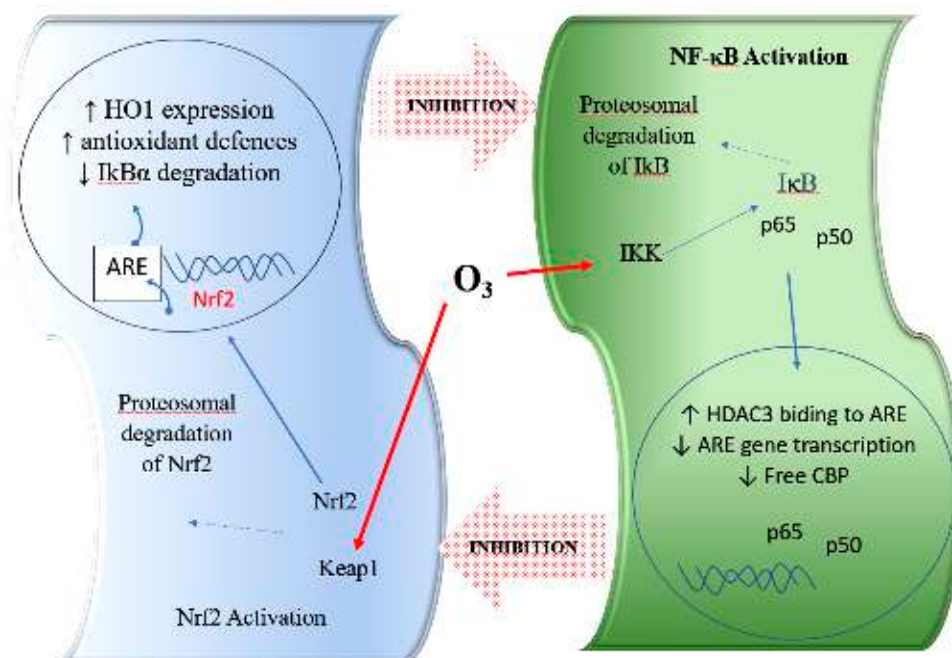 ↑ HO1 expression
↑ antioxidant defences
↓ IkBα degradation
ARE
Nrf2
Proteosomal
degradation
of Nrf2
Nrf2
Keap1
Nrf2 Activation
INHIBITION
O₃
INHIBITION
NF-κB Activation
Proteosomal
degradation
of IkB
IκB
p65
p50
IKK
↑ HDAC3 biding to ARE
↓ ARE gene transcription
↓ Free CBP
p65
p50